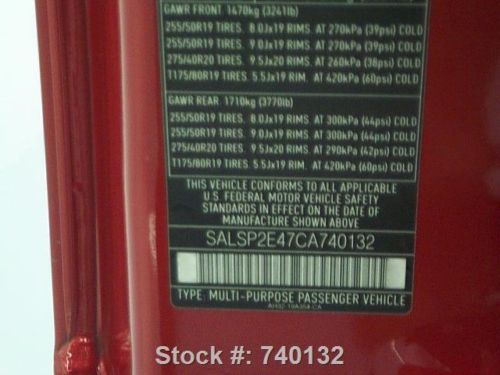 GAWR FRONT 1470kg (3241lb)
255/50R19 TIRES. 8.0Jx19 RIMS. AT 270kPa (39psi) COLD
255/50R19 TIRES. 9.0Jx19 RIMS. AT 270kPa (39psi) COLD
275/40R20 TIRES. 9.5Jx20 RIMS. AT 260kPa (38psi) COLD
T175/80R19 TIRES. 5.5Jx19 RIM. AT 420kPa (60psi) COLD
GAWR REAR 1710kg (3770lb)
255/50R19 TIRES. 8.0Jx19 RIMS. AT 300kPa (44psi) COLD
255/50R19 TIRES. 9.0Jx19 RIMS. AT 300kPa (44psi) COLD
275/40R20 TIRES. 9.5Jx20 RIMS. AT 290kPa (42psi) COLD
T175/80R19 TIRES. 5.5Jx19 RIM. AT 420kPa (60psi) COLD
THIS VEHICLE CONFORMS TO ALL APPLICABLE
U.S. FEDERAL MOTOR VEHICLE SAFETY
STANDARDS IN EFFECT ON THE DATE OF
MANUFACTURE SHOWN ABOVE
SALSP2E47CA740132
TYPE: MULTI-PURPOSE PASSENGER VEHICLE
Stock #: 740132